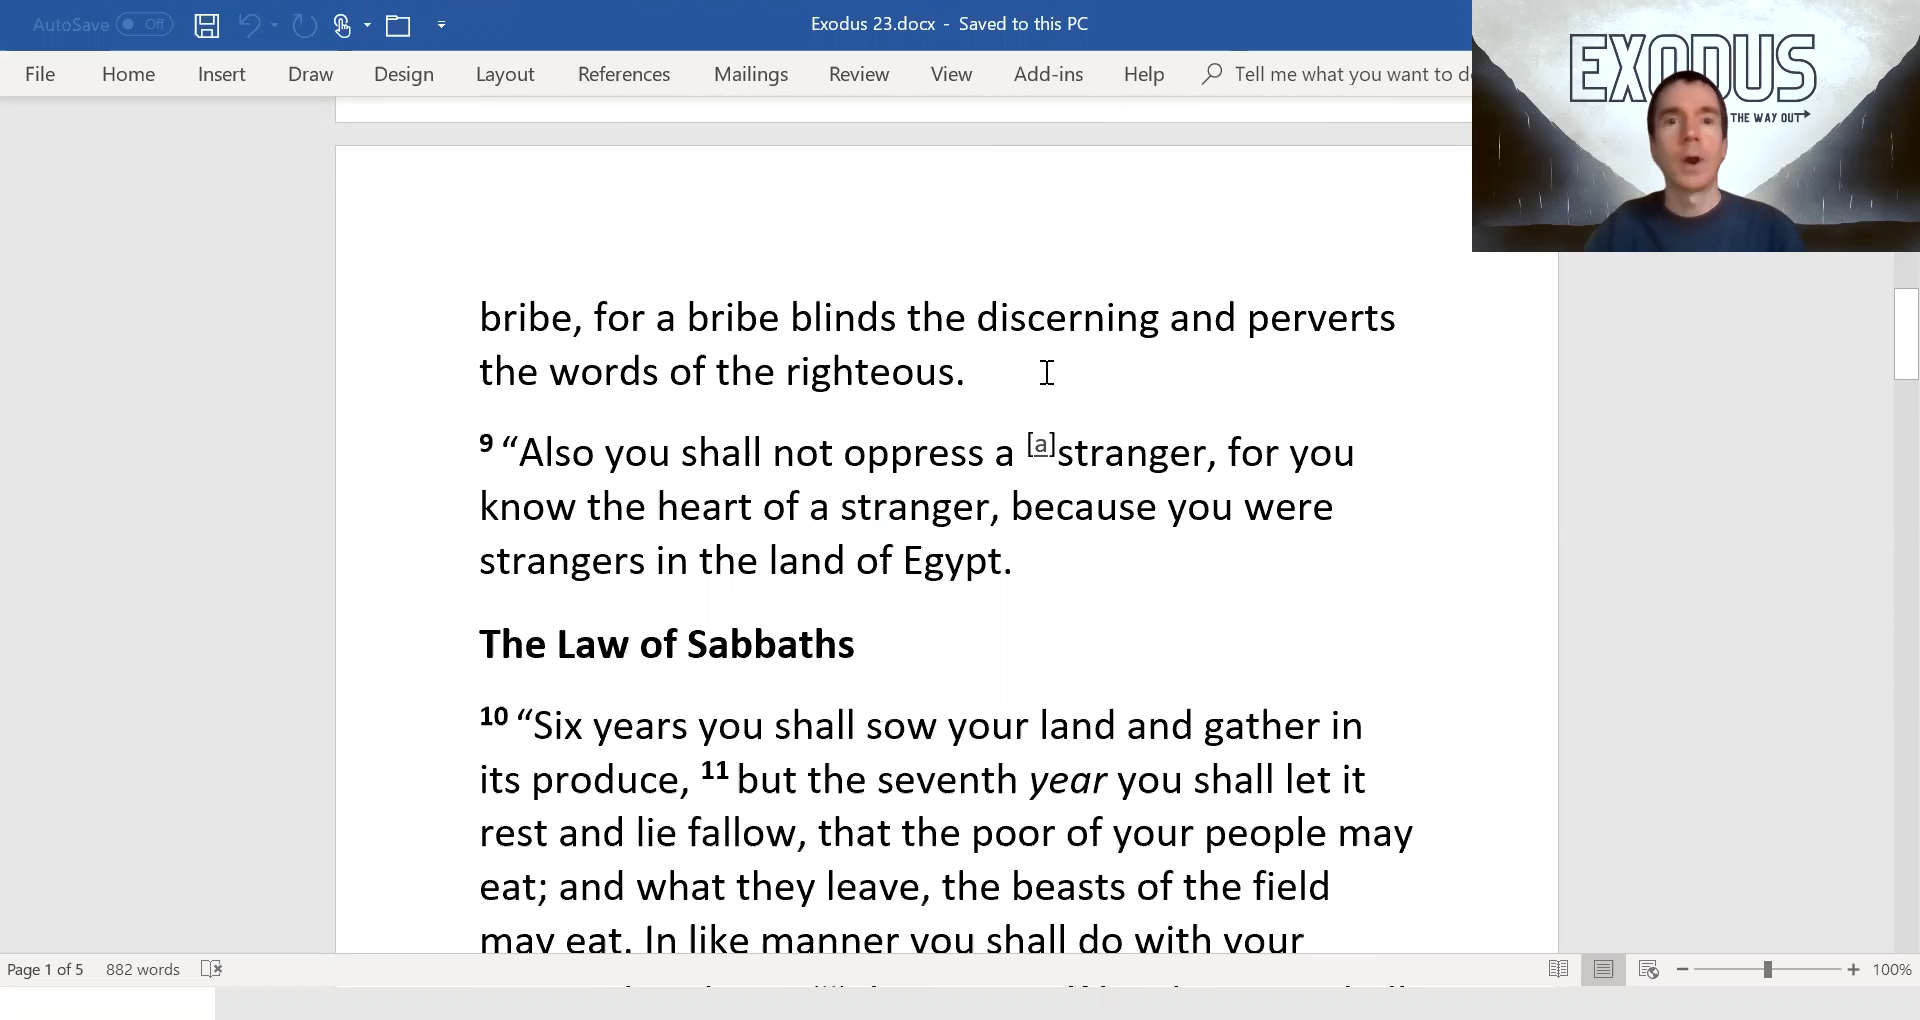 AutoSave Off
Exodus 23.docx - Saved to this PC
File Home Insert Draw Design Layout References Mailings Review View Add-ins Help Tell me what you want to d
EXODUS
THE WAY OUT
bribe, for a bribe blinds the discerning and perverts
the words of the righteous.
9 “Also you shall not oppress a [a]stranger, for you
know the heart of a stranger, because you were
strangers in the land of Egypt.
The Law of Sabbaths
10 “Six years you shall sow your land and gather in
its produce, 11 but the seventh year you shall let it
rest and lie fallow, that the poor of your people may
eat; and what they leave, the beasts of the field
may eat. In like manner you shall do with your
Page 1 of 5 882 words 100%